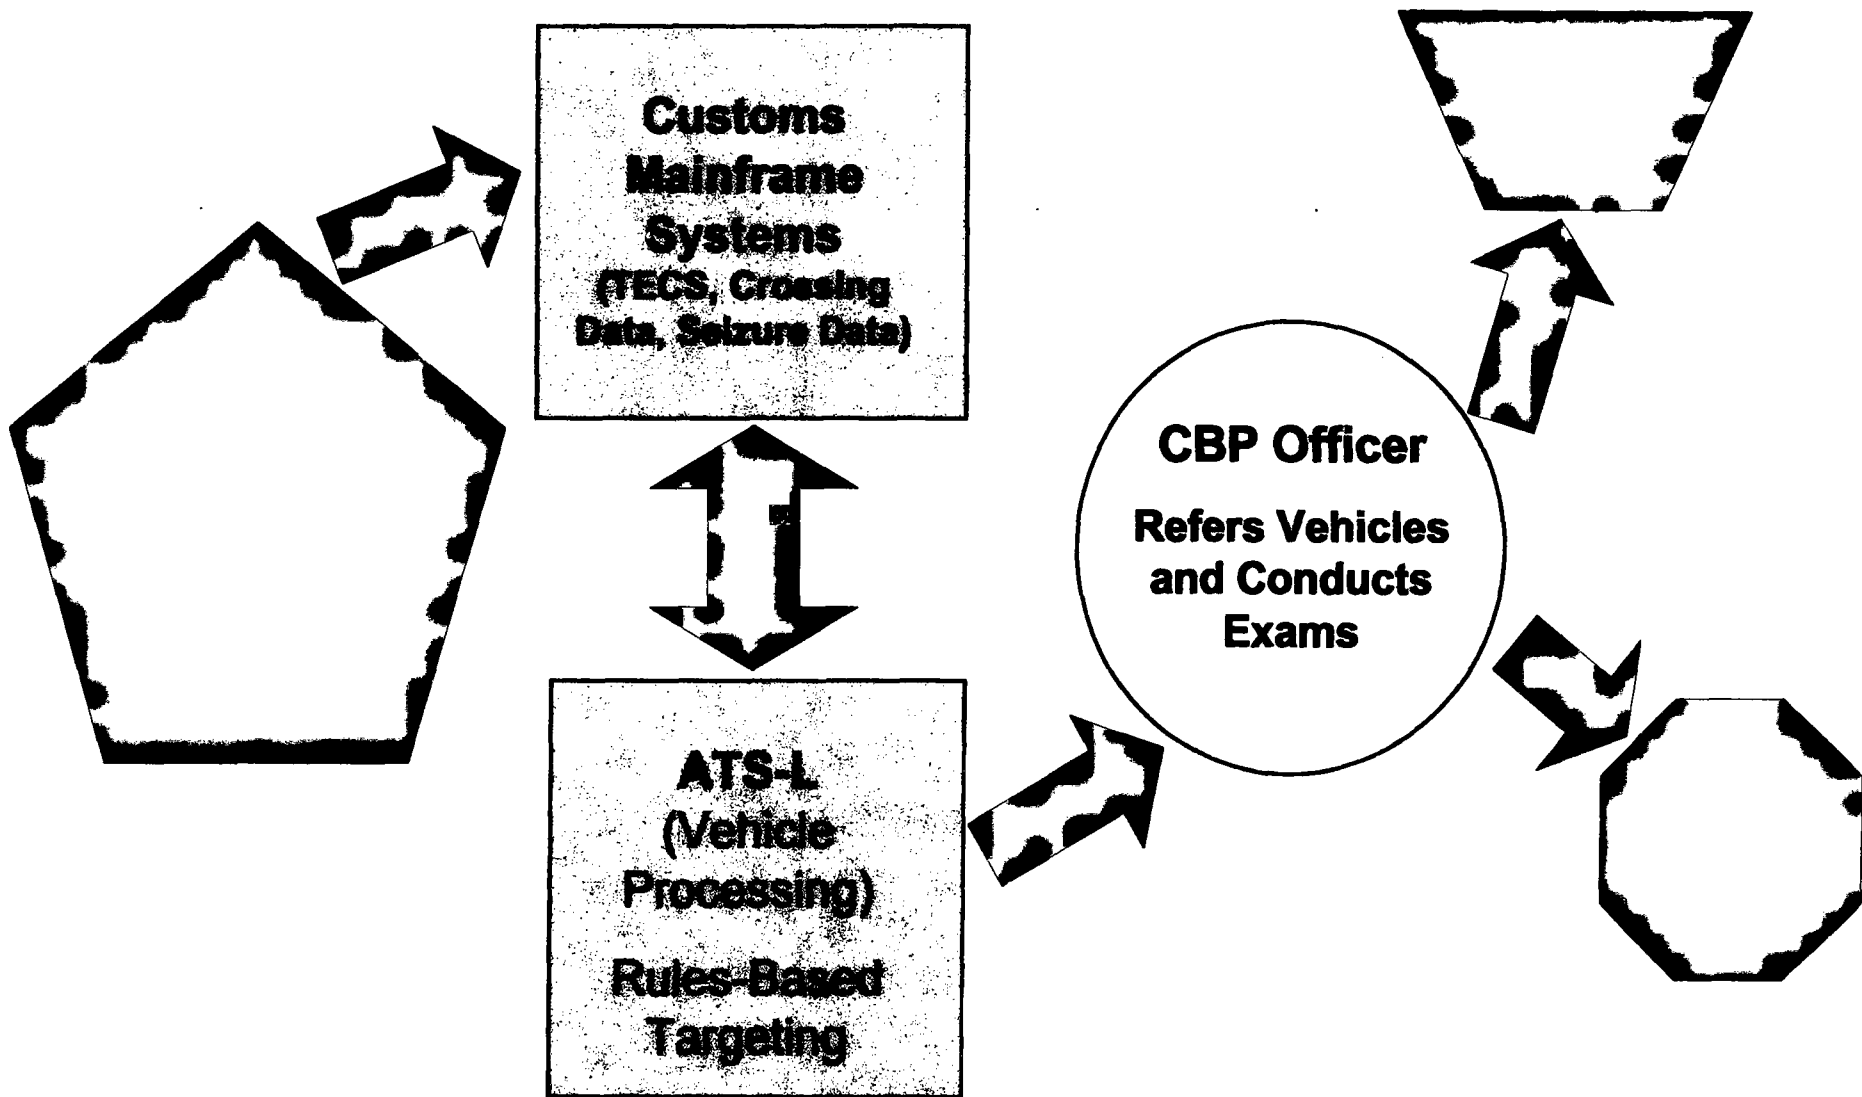 Customs
Mainframe
Systems
(TECS, Crossing
Data, Seizure Data)
CBP Officer
Refers Vehicles
and Conducts
Exams
ATS-L
(Vehicle
Processing)
Rules-Based
Targeting